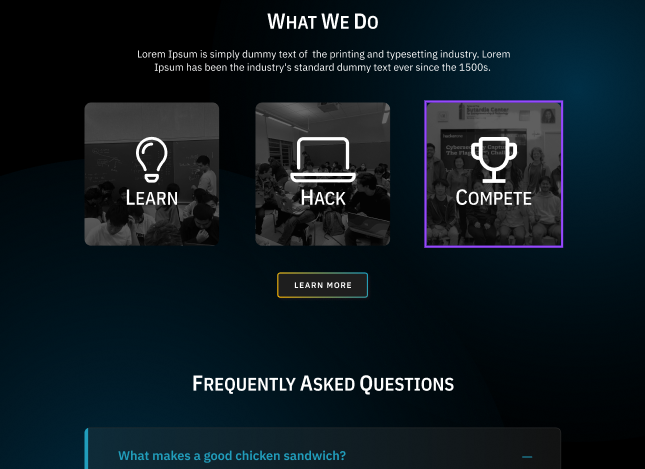 What We Do
Lorem Ipsum is simply dummy text of the printing and typesetting industry. Lorem
Ipsum has been the industry's standard dummy text ever since the 1500s.
Learn
Hack
Compete
LEARN MORE
Frequently Asked Questions
What makes a good chicken sandwich?